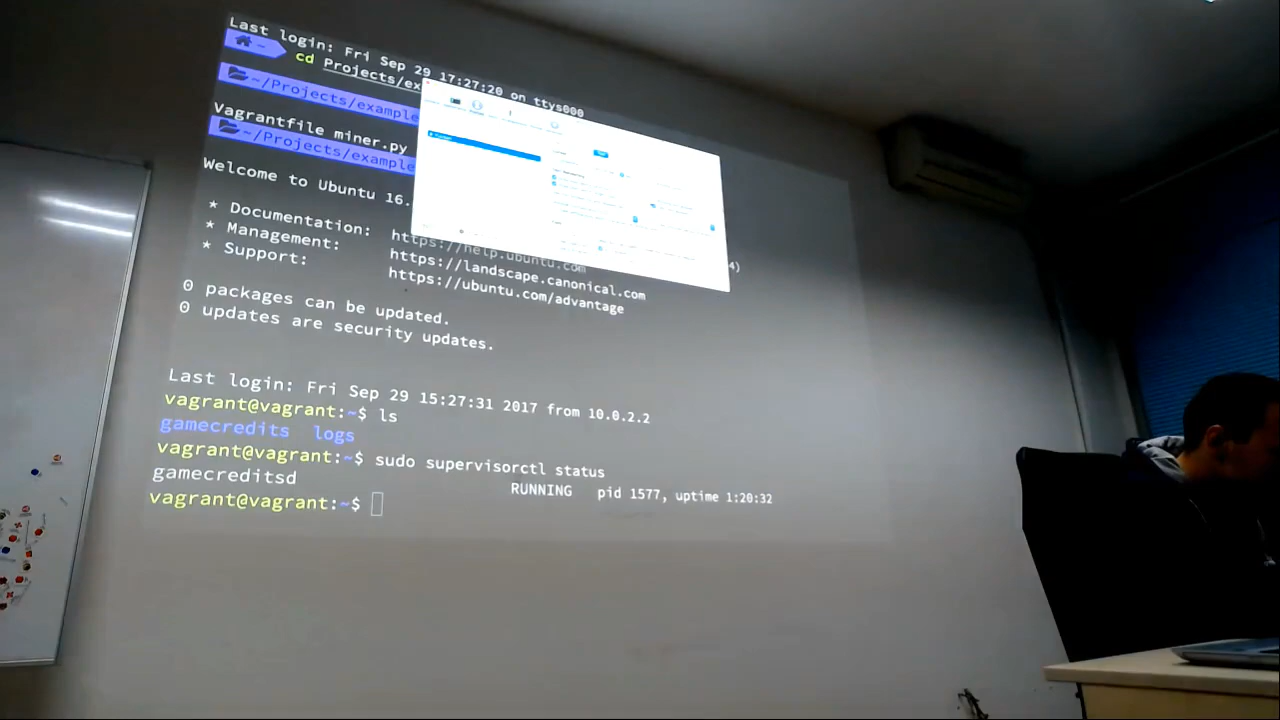 Last login: Fri Sep 29 17:27:20 on ttys000
~ cd Projects/ex
~/Projects/example
Vagrantfile miner.py
~/Projects/example
Welcome to Ubuntu 16.
4)
* Documentation: https://help.ubuntu.com
* Management: https://landscape.canonical.com
* Support: https://ubuntu.com/advantage
0 packages can be updated.
0 updates are security updates.
Last login: Fri Sep 29 15:27:31 2017 from 10.0.2.2
vagrant@vagrant:~$ ls
gamecredits logs
vagrant@vagrant:~$ sudo supervisorctl status
gamecreditsd RUNNING pid 1577, uptime 1:20:32
vagrant@vagrant:~$